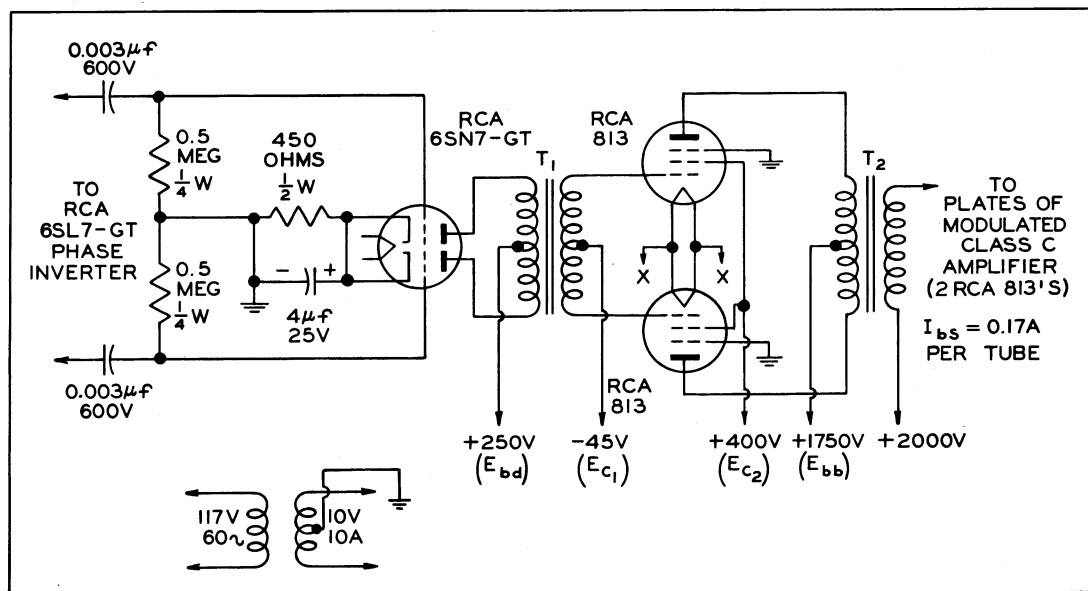 0.003μf
600V
0.5
MEG
1/4 W
TO
RCA
6SL7-GT
PHASE
INVERTER
0.5
MEG
1/4 W
0.003μf
600V
450
OHMS
1/2 W
- +
4μf
25V
RCA
6SN7-GT
T1
RCA
813
X X
RCA
813
T2
TO
PLATES OF
MODULATED
CLASS C
AMPLIFIER
(2 RCA 813'S)
Ibs = 0.17A
PER TUBE
+250V
(Ebd)
-45V
(Ec1)
+400V
(Ec2)
+1750V
(Ebb)
+2000V
117V
60~
10V
10A